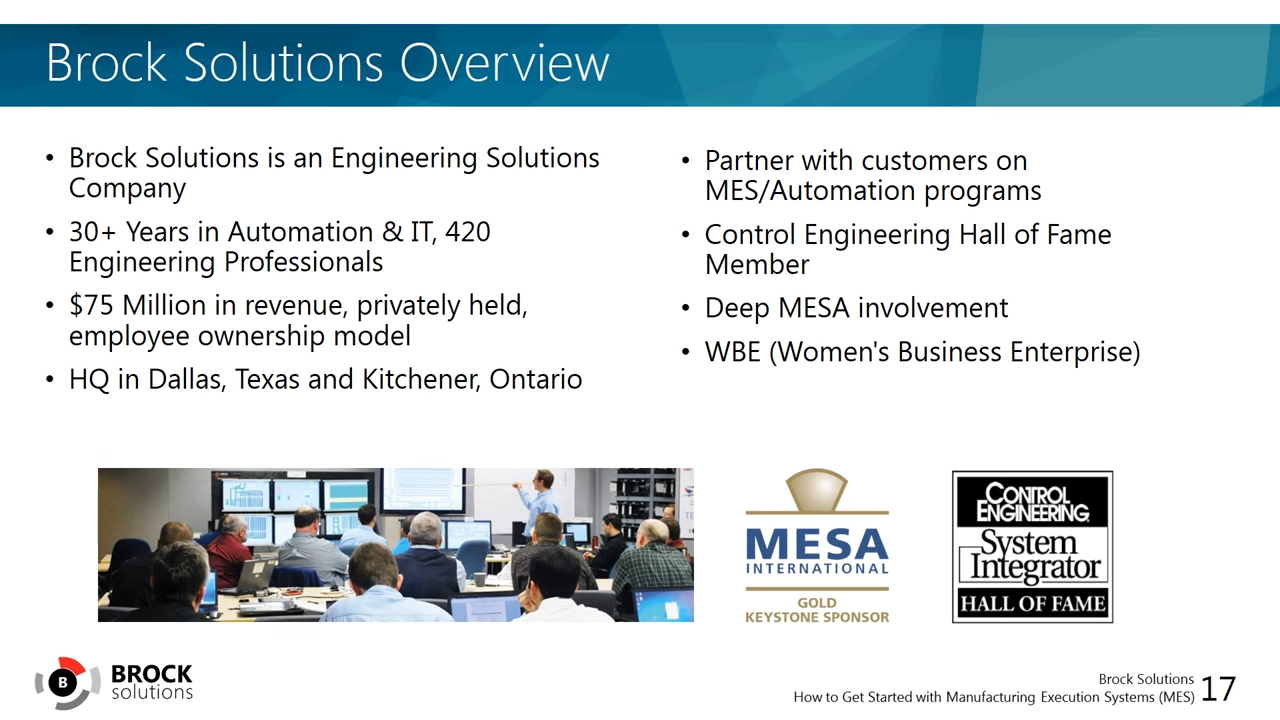 Brock Solutions Overview
• Brock Solutions is an Engineering Solutions
Company
• 30+ Years in Automation & IT, 420
Engineering Professionals
• $75 Million in revenue, privately held,
employee ownership model
• HQ in Dallas, Texas and Kitchener, Ontario
• Partner with customers on
MES/Automation programs
• Control Engineering Hall of Fame
Member
• Deep MESA involvement
• WBE (Women's Business Enterprise)
MESA
INTERNATIONAL
GOLD
KEYSTONE SPONSOR
CONTROL
ENGINEERING
System
Integrator
HALL OF FAME
B
BROCK
solutions
Brock Solutions
How to Get Started with Manufacturing Execution Systems (MES)
17